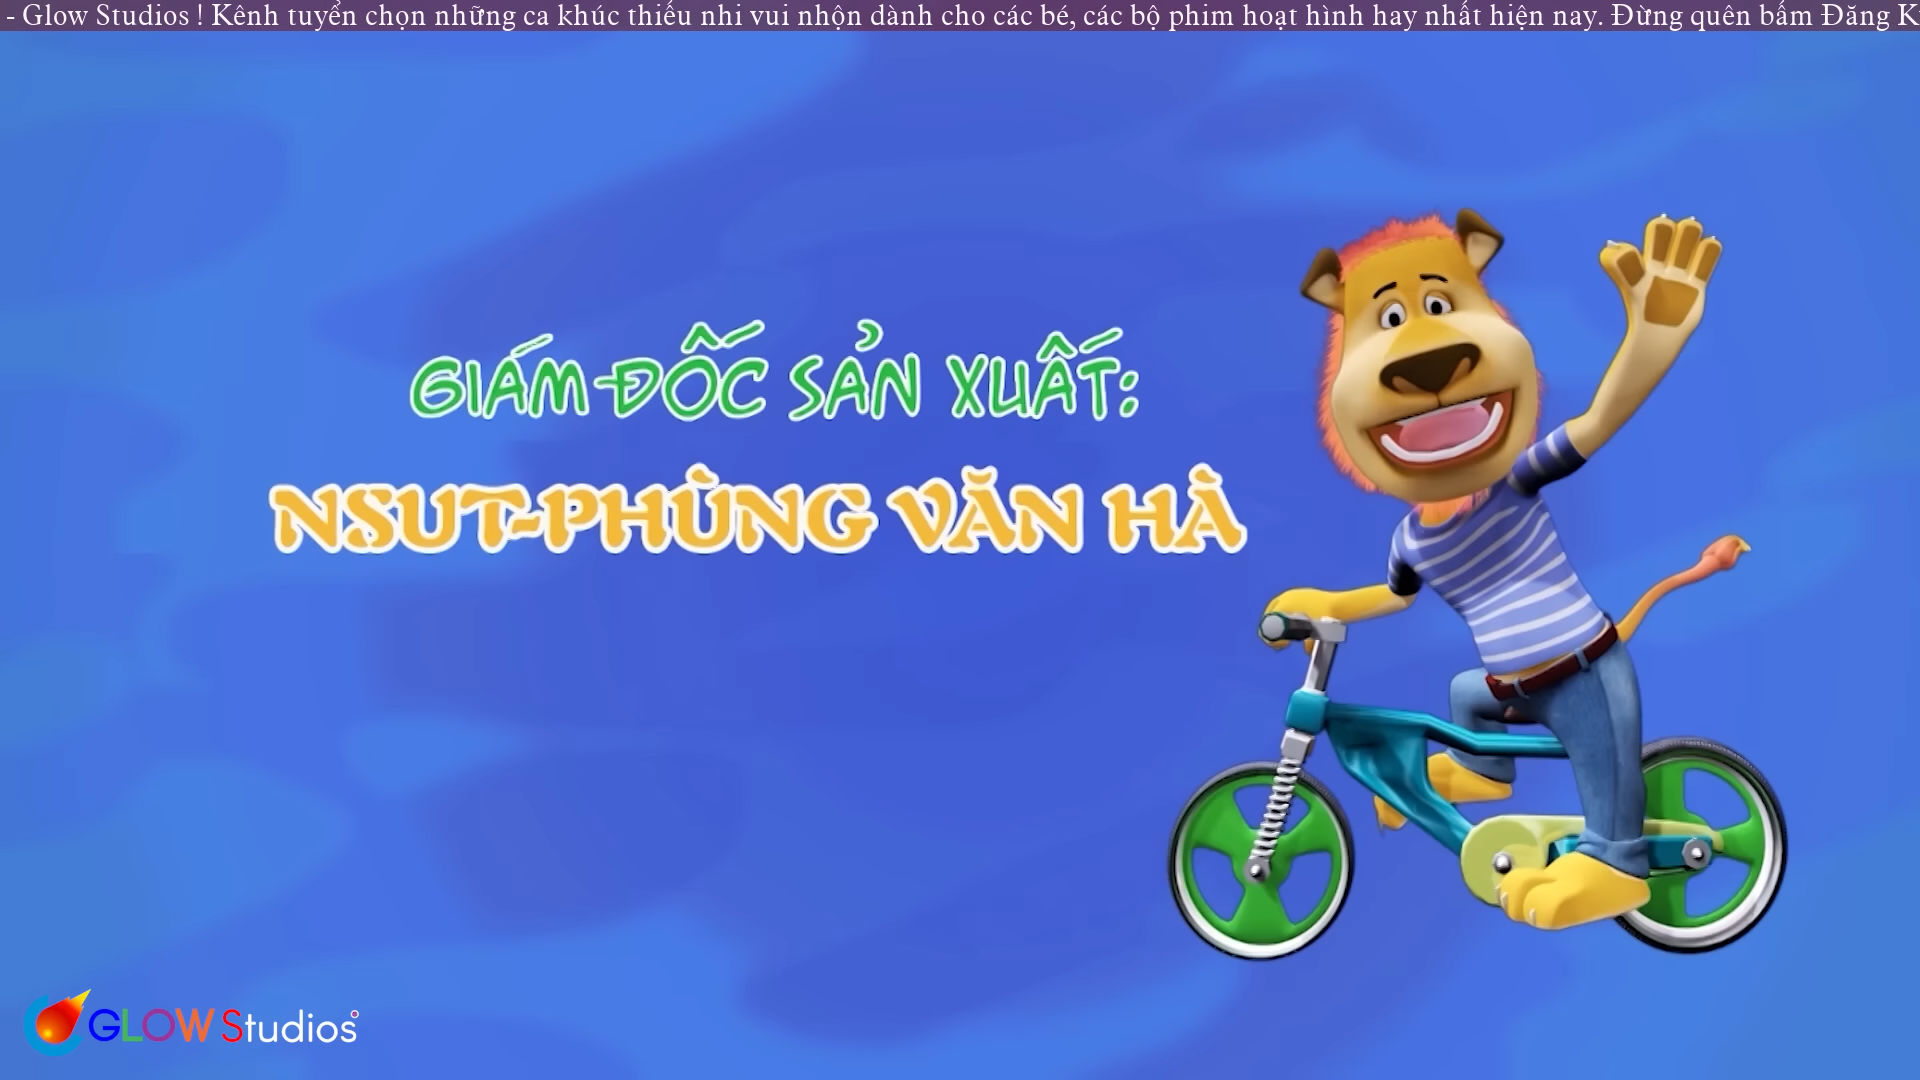 - Glow Studios ! Kênh tuyển chọn những ca khúc thiếu nhi vui nhộn dành cho các bé, các bộ phim hoạt hình hay nhất hiện nay. Đừng quên bấm Đăng
GIÁM ĐỐC SẢN XUẤT:
NSUT-PHÙNG VĂN HÀ
GLOW Studios